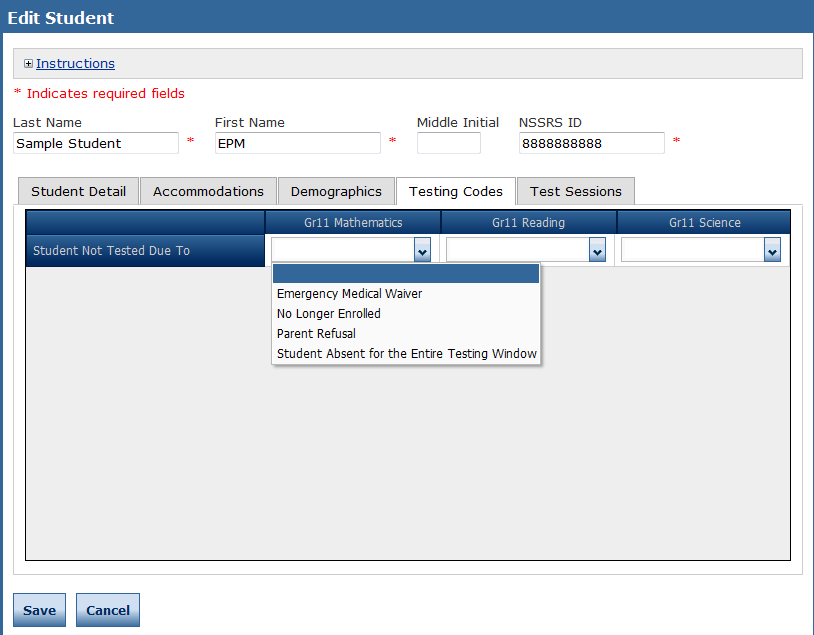 Edit Student
Instructions
* Indicates required fields
Last Name First Name Middle Initial NSSRS ID
Sample Student * EPM * 8888888888 *
Student Detail Accommodations Demographics Testing Codes Test Sessions
Gr11 Mathematics Gr11 Reading Gr11 Science
Student Not Tested Due To
Emergency Medical Waiver
No Longer Enrolled
Parent Refusal
Student Absent for the Entire Testing Window
Save Cancel